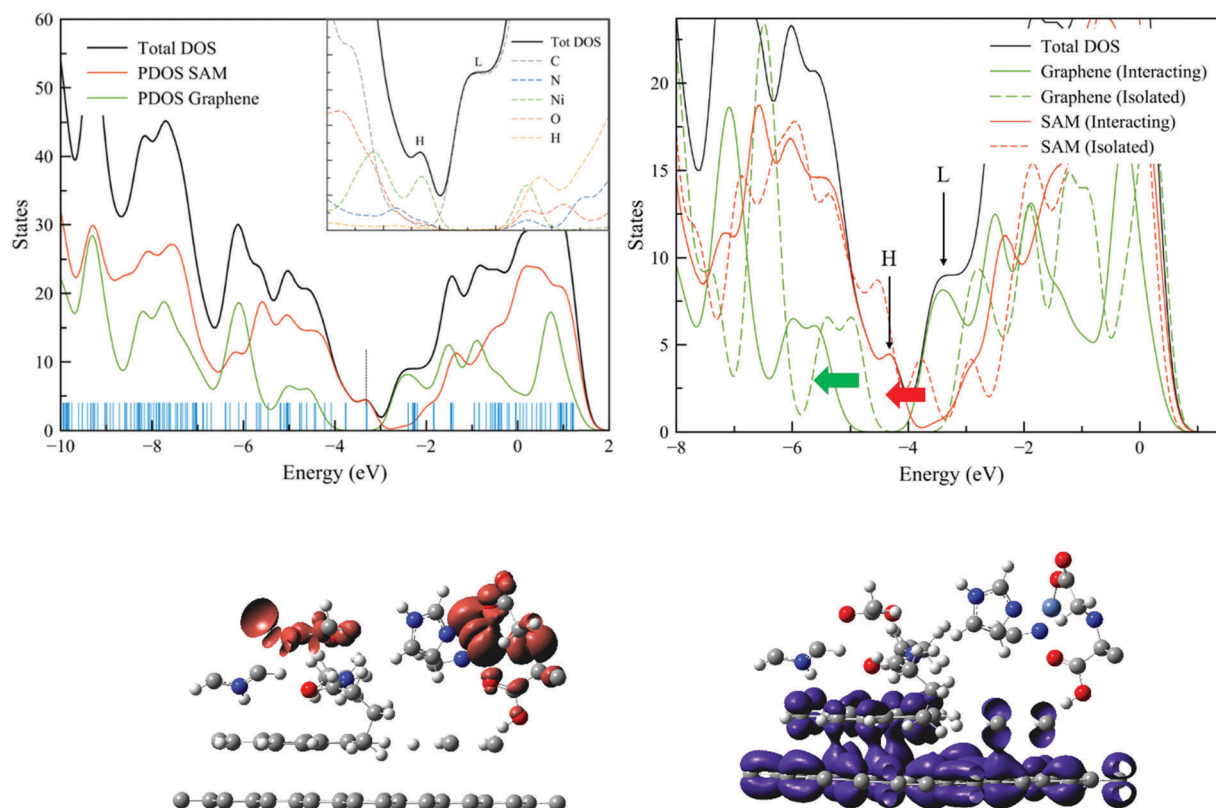 60
50
40
30
20
10
0
States
Total DOS
PDOS SAM
PDOS Graphene
Tot DOS
C
N
Ni
O
H
H
L
−10
−8
−6
−4
−2
0
2
Energy (eV)
20
15
10
5
0
States
Total DOS
Graphene (Interacting)
Graphene (Isolated)
SAM (Interacting)
SAM (Isolated)
H
L
−8
−6
−4
−2
0
Energy (eV)